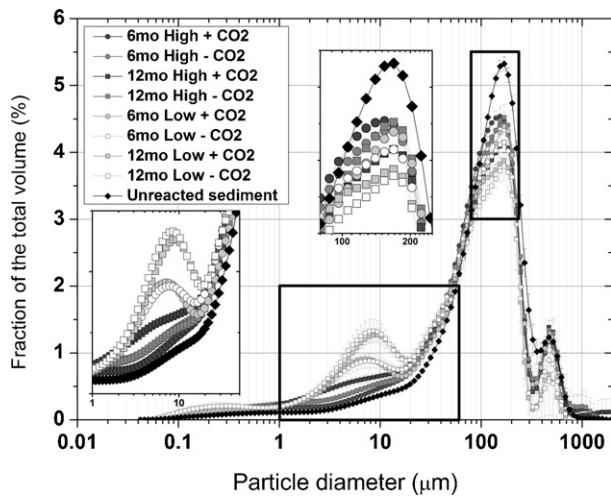 6
6mo High + CO2
6mo High - CO2
12mo High + CO2
12mo High - CO2
6mo Low + CO2
6mo Low - CO2
12mo Low + CO2
12mo Low - CO2
Unreacted sediment
5
4
3
2
1
0
Fraction of the total volume (%)
100 200
1 10
0.01 0.1 1 10 100 1000
Particle diameter (μm)